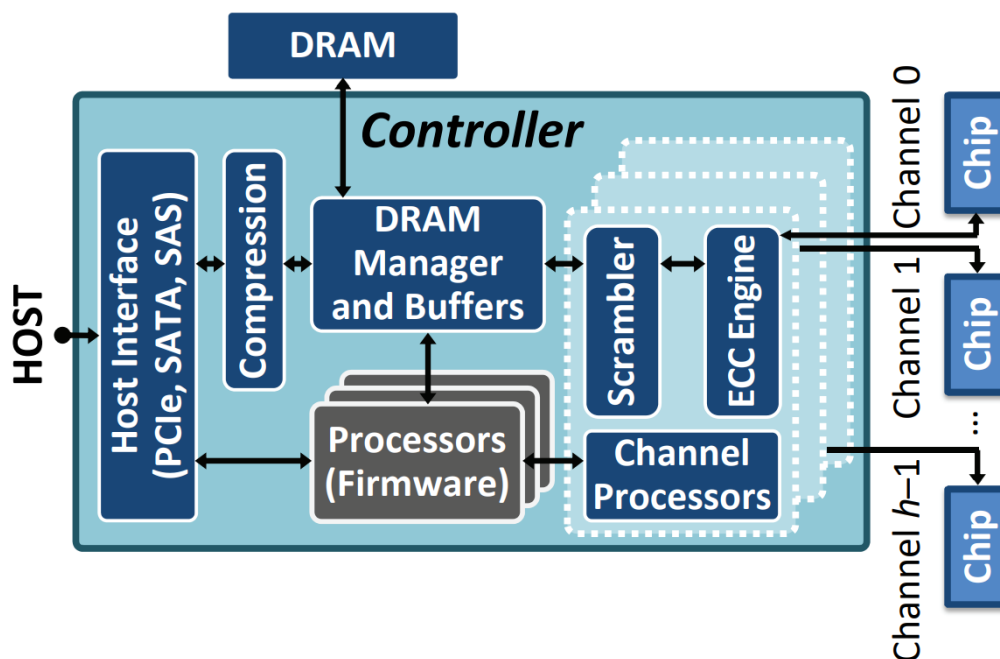 DRAM
Controller
HOST
Host Interface
(PCIe, SATA, SAS)
Compression
DRAM
Manager
and Buffers
Processors
(Firmware)
Scrambler
ECC Engine
Channel
Processors
Channel 0
Chip
Channel 1
Chip
...
Channel h–1
Chip